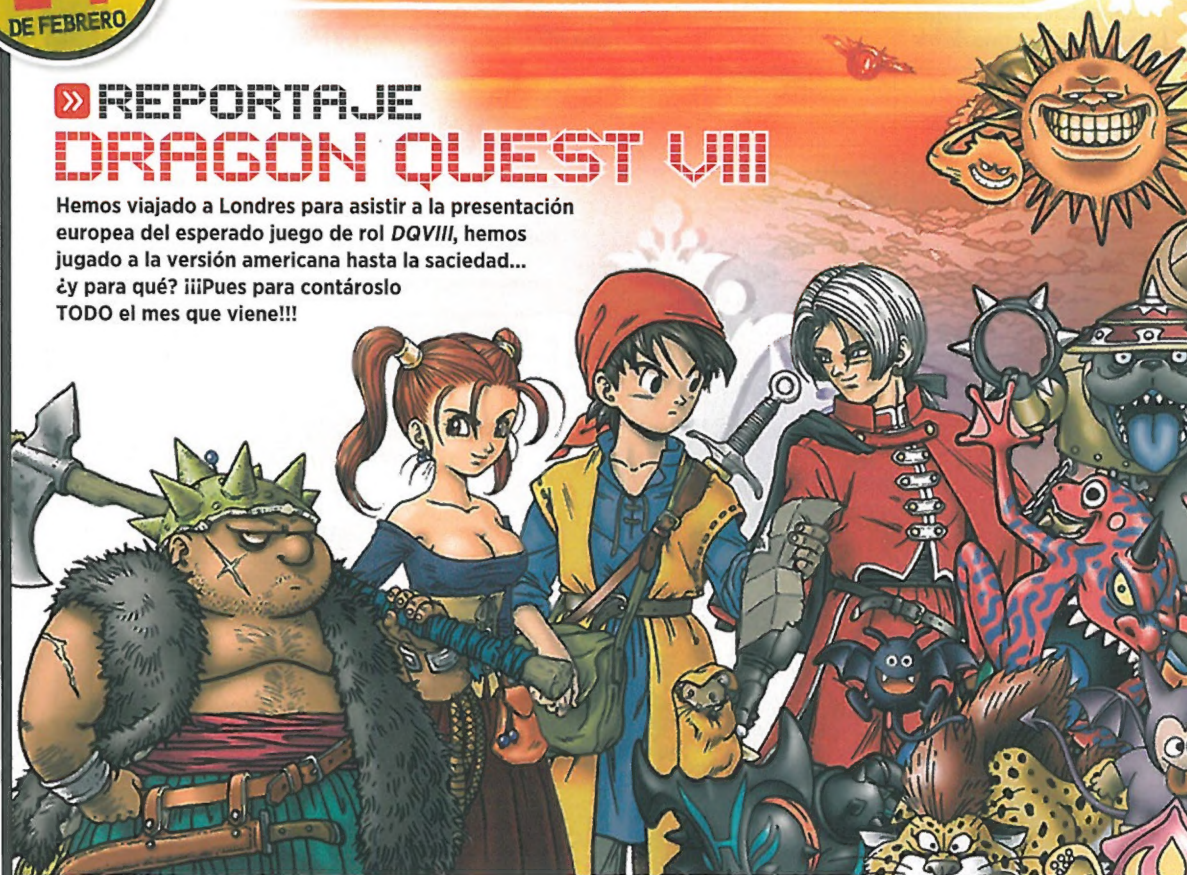 DE FEBRERO
REPORTAJE
DRAGON QUEST VIII
Hemos viajado a Londres para asistir a la presentación
europea del esperado juego de rol DQVIII, hemos
jugado a la versión americana hasta la saciedad...
¿y para qué? ¡¡¡Pues para contároslo
TODO el mes que viene!!!